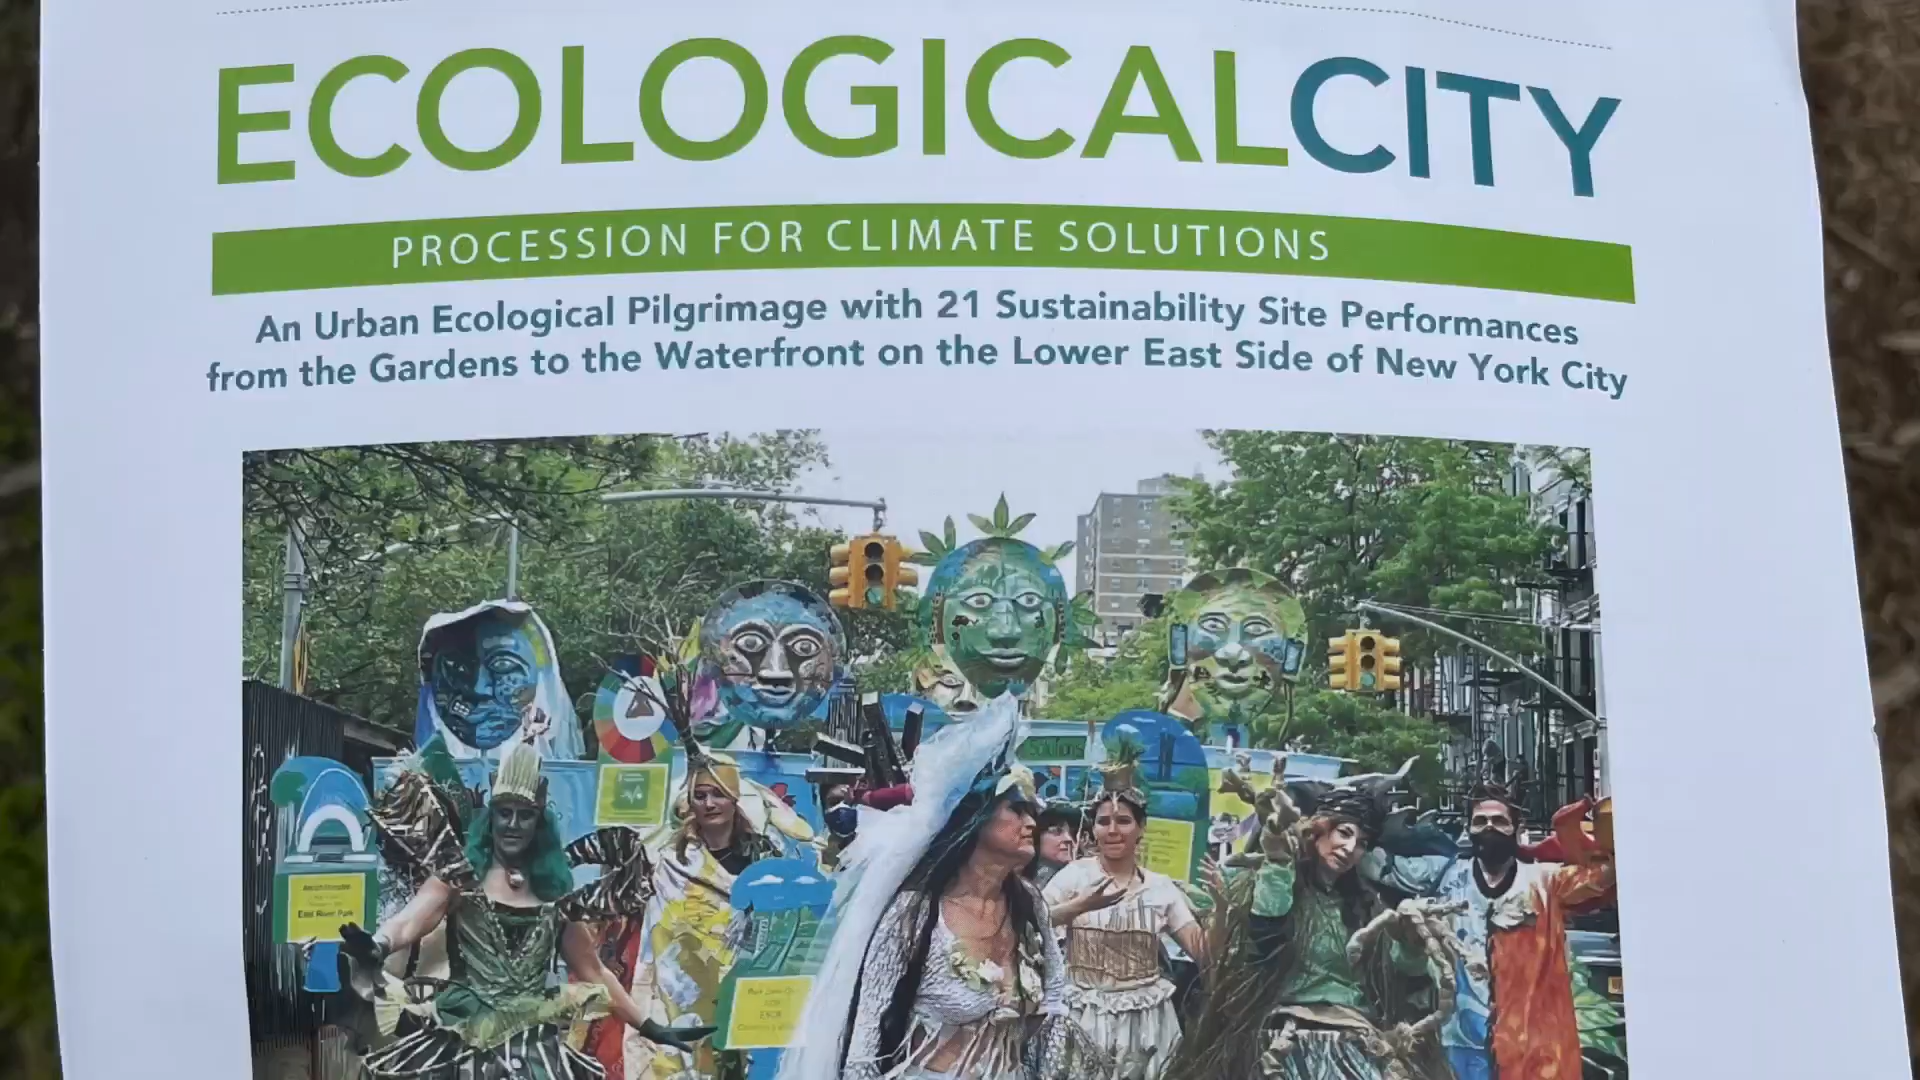 ECOLOGICALCITY
PROCESSION FOR CLIMATE SOLUTIONS
An Urban Ecological Pilgrimage with 21 Sustainability Site Performances
from the Gardens to the Waterfront on the Lower East Side of New York City
Solutions
East River Park